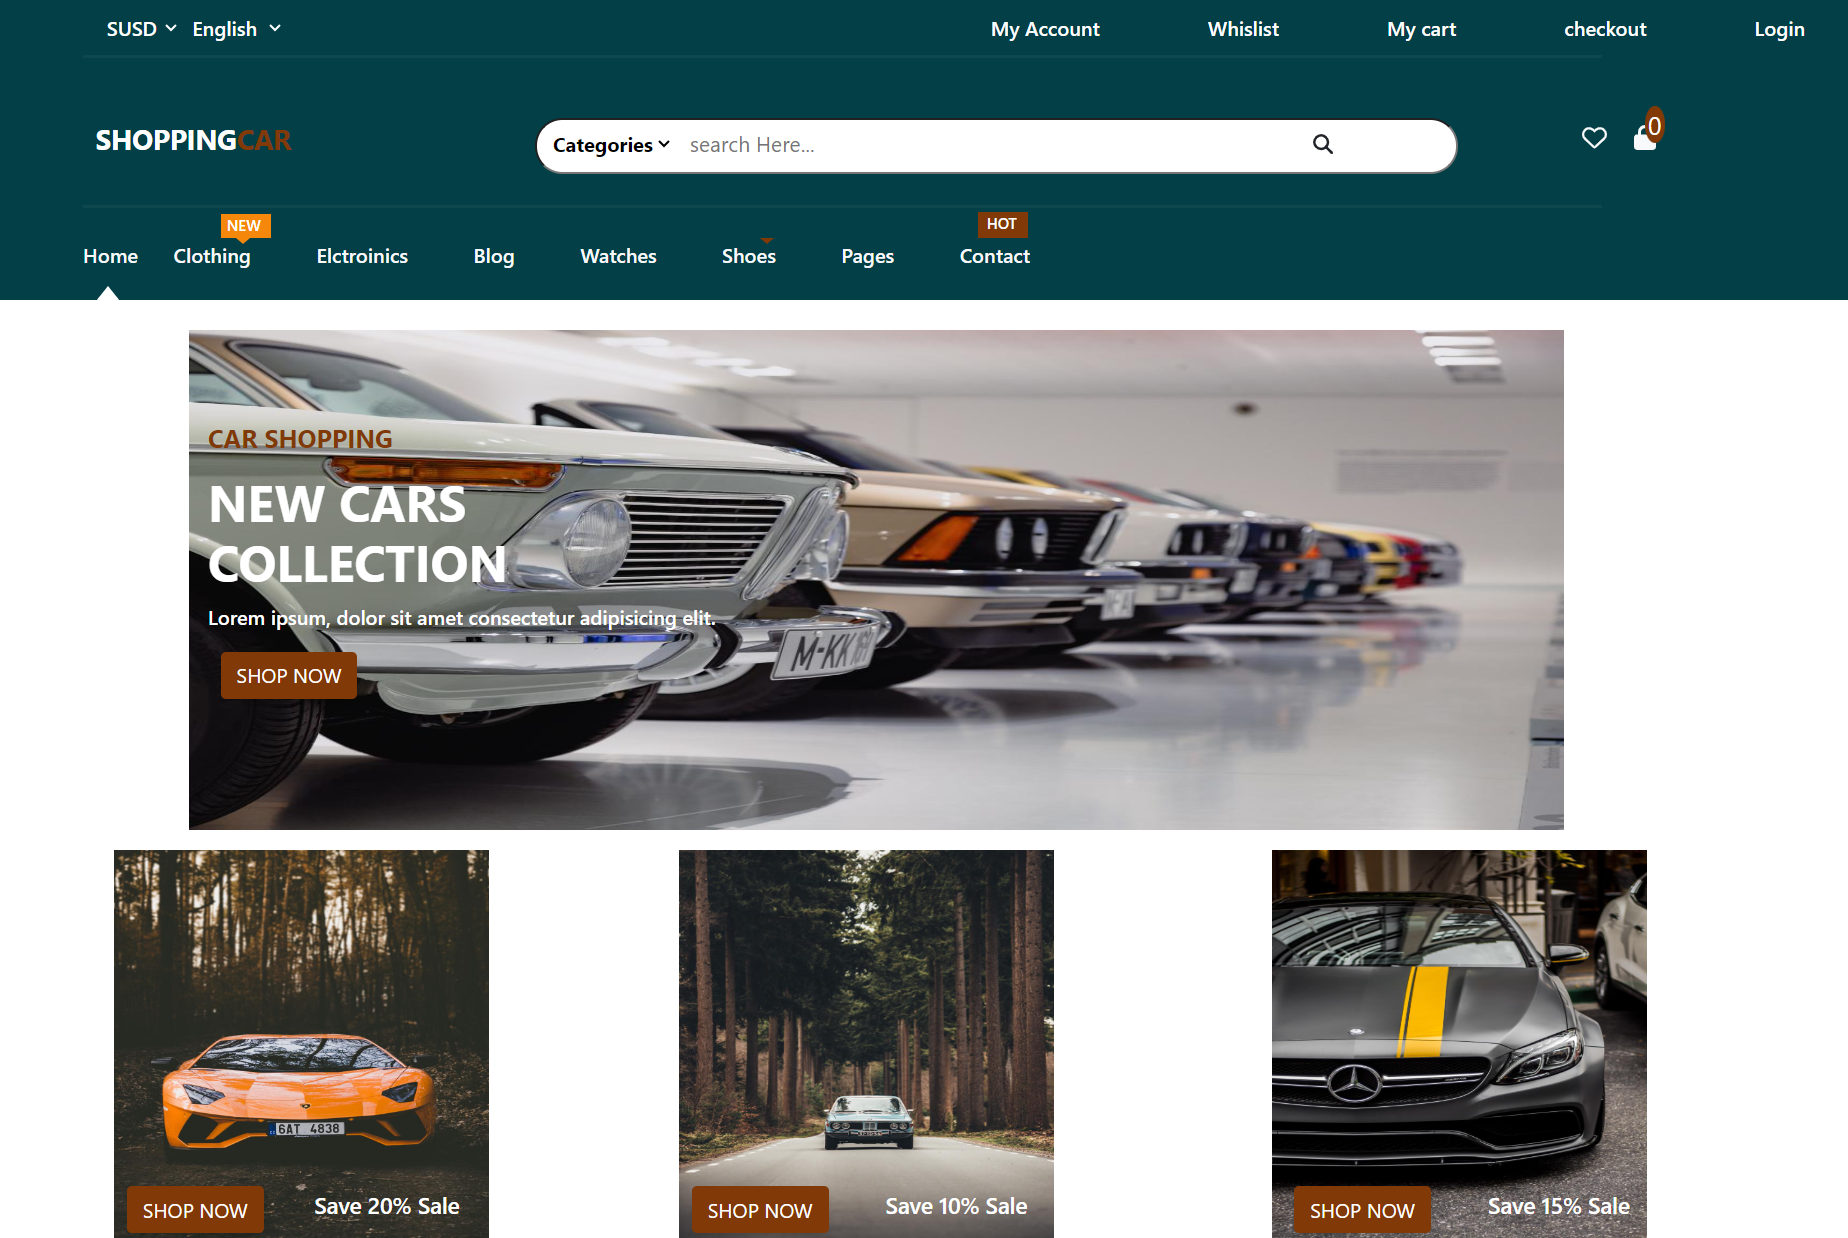 SUSD English My Account Whislist My cart checkout Login
SHOPPINGCAR Categories search Here... 0
NEW HOT
Home Clothing Elctroinics Blog Watches Shoes Pages Contact
CAR SHOPPING
NEW CARS
COLLECTION
Lorem ipsum, dolor sit amet consectetur adipisicing elit.
SHOP NOW
6AT 4838
SHOP NOW Save 20% Sale
SHOP NOW Save 10% Sale
SHOP NOW Save 15% Sale